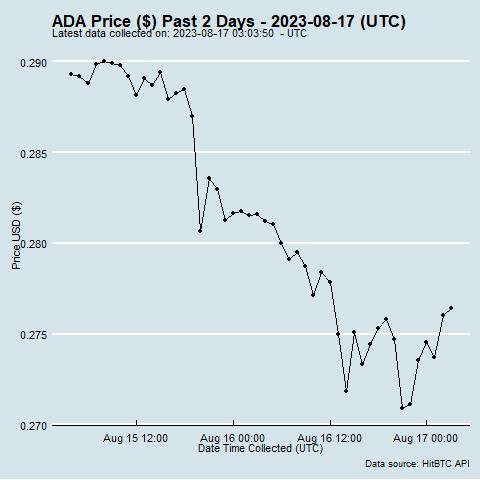 ADA Price ($) Past 2 Days - 2023-08-17 (UTC)
Latest data collected on: 2023-08-17 03:03:50 - UTC
0.290
0.285
0.280
0.275
0.270
Price USD ($)
Aug 15 12:00 Aug 16 00:00 Aug 16 12:00 Aug 17 00:00
Date Time Collected (UTC)
Data source: HitBTC API